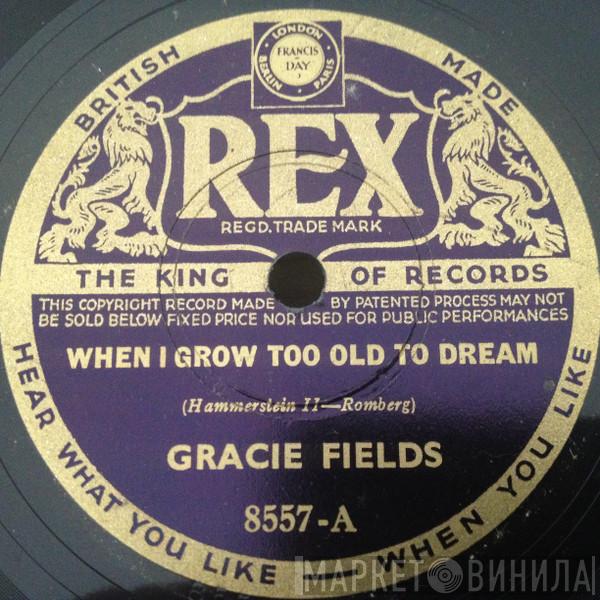 LONDON
FRANCIS
DAY
BERLIN PARIS
BRITISH MADE
REX
REGD. TRADE MARK
THE KING OF RECORDS
THIS COPYRIGHT RECORD MADE BY PATENTED PROCESS MAY NOT
BE SOLD BELOW FIXED PRICE NOR USED FOR PUBLIC PERFORMANCES
WHEN I GROW TOO OLD TO DREAM
(Hammerstein II—Romberg)
GRACIE FIELDS
8557-A
HEAR WHAT YOU LIKE — WHEN YOU LIKE
МАРКЕТ ВИНИЛА